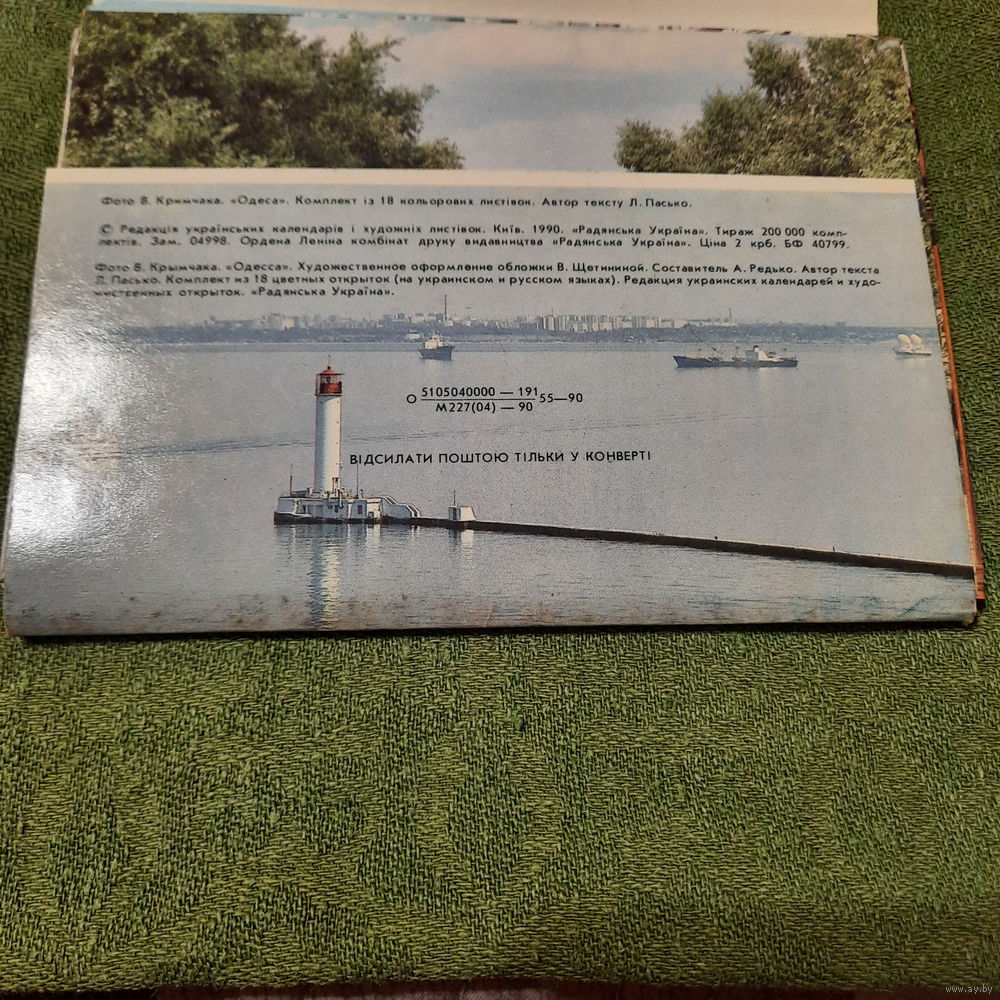 Фото В. Кримчака. «Одеса». Комплект із 18 кольорових листівок. Автор тексту Л. Пасько.
© Редакція українських календарів і художніх листівок. Київ. 1990. «Радянська Україна». Тираж 200 000 комп-
лектів. Зам. 04998. Ордена Леніна комбінат друку видавництва «Радянська Україна». Ціна 2 крб. БФ 40799.
Фото В. Крымчака. «Одесса». Художественное оформление обложки В. Щетининой. Составитель А. Редько. Автор текста
Л. Пасько. Комплект из 18 цветных открыток (на украинском и русском языках). Редакция украинских календарей и худо-
жественных открыток. «Радянська Україна».
О 5105040000 — 191 55—90
М227(04) — 90
ВІДСИЛАТИ ПОШТОЮ ТІЛЬКИ У КОНВЕРТІ
www.ay.by